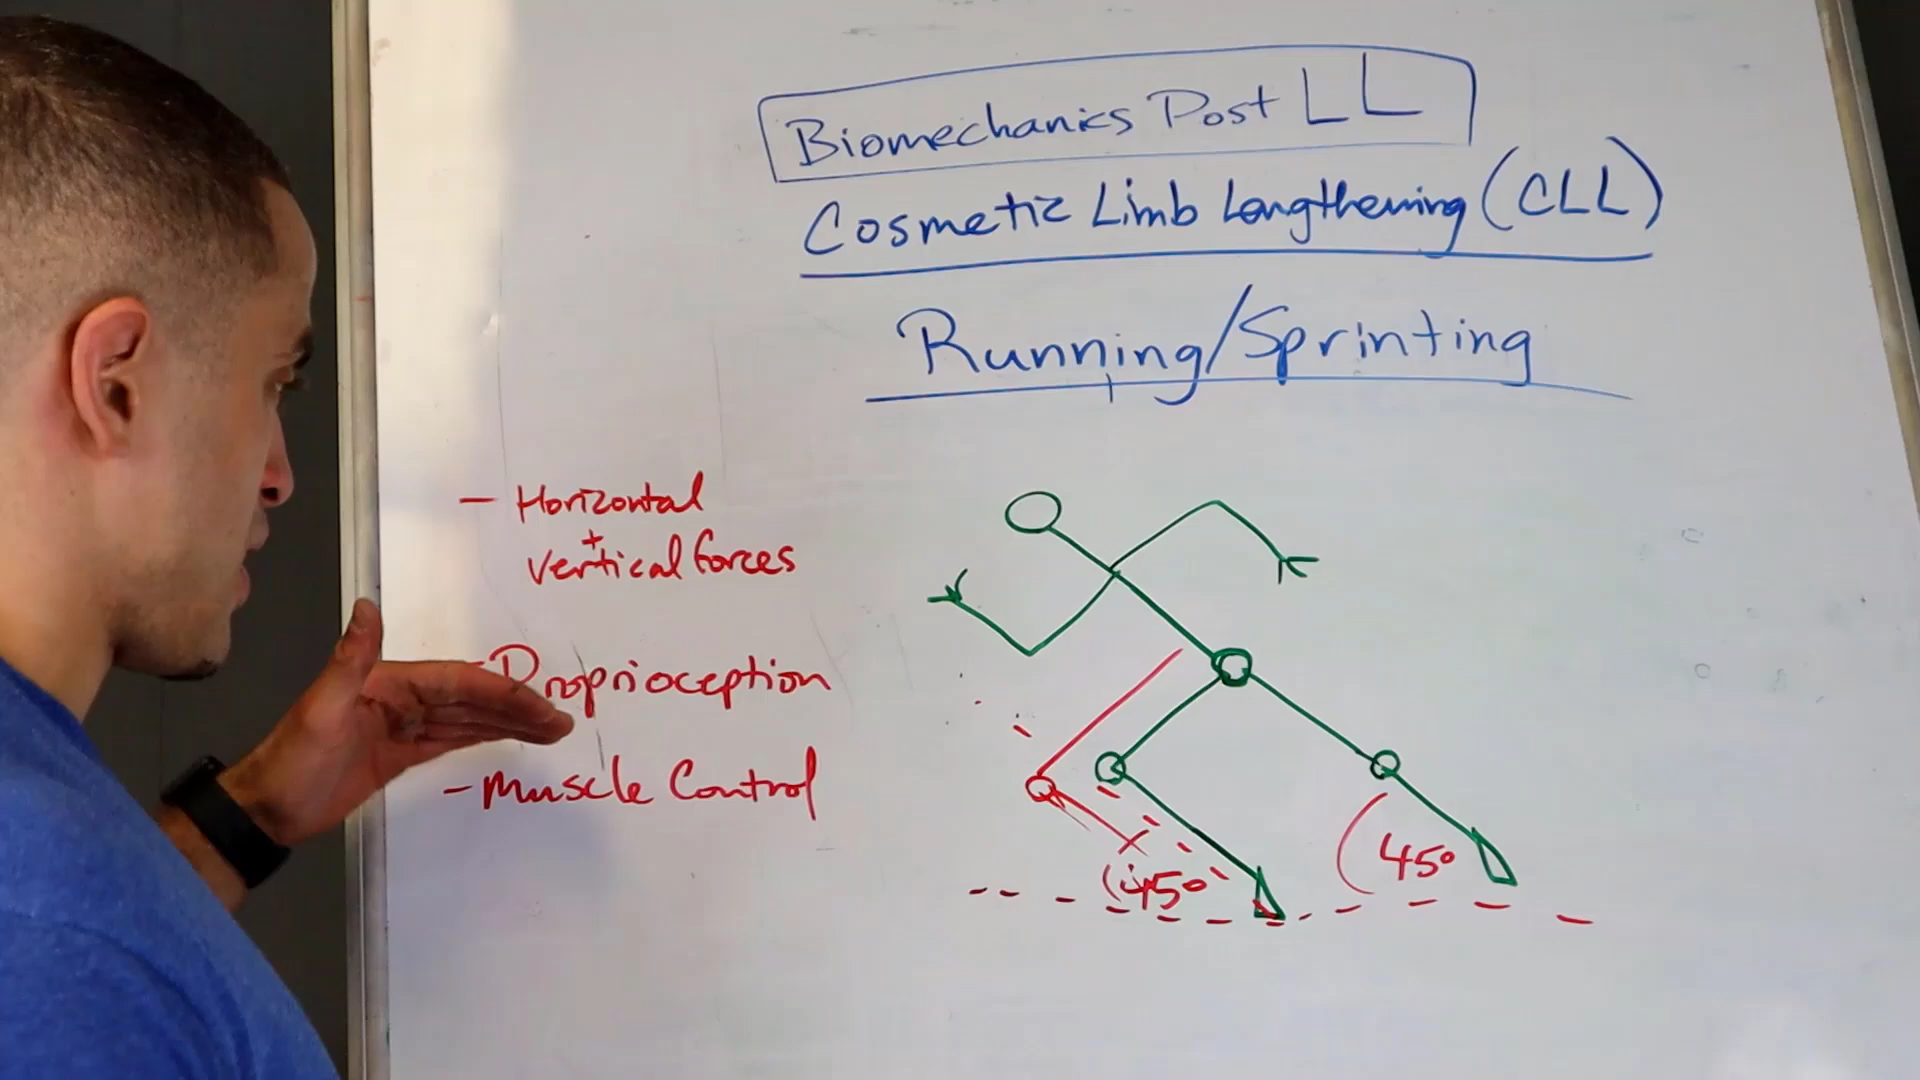 Biomechanics Post LL
Cosmetic Limb Lengthening (CLL)
Running/Sprinting
- Horizontal
+
vertical forces
- Proprioception
- Muscle Control
(45°
(45°